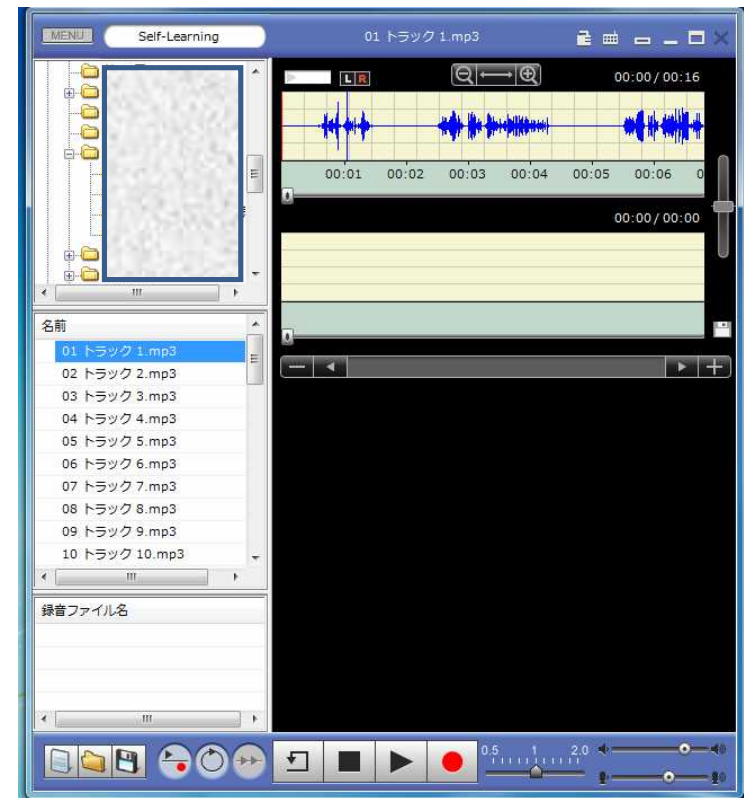 MENU Self-Learning 01 トラック 1.mp3
L R 00:00/00:16
00:01 00:02 00:03 00:04 00:05 00:06 0
00:00/00:00
名前
01 トラック 1.mp3
02 トラック 2.mp3
03 トラック 3.mp3
04 トラック 4.mp3
05 トラック 5.mp3
06 トラック 6.mp3
07 トラック 7.mp3
08 トラック 8.mp3
09 トラック 9.mp3
10 トラック 10.mp3
録音ファイル名
0.5 1 2.0